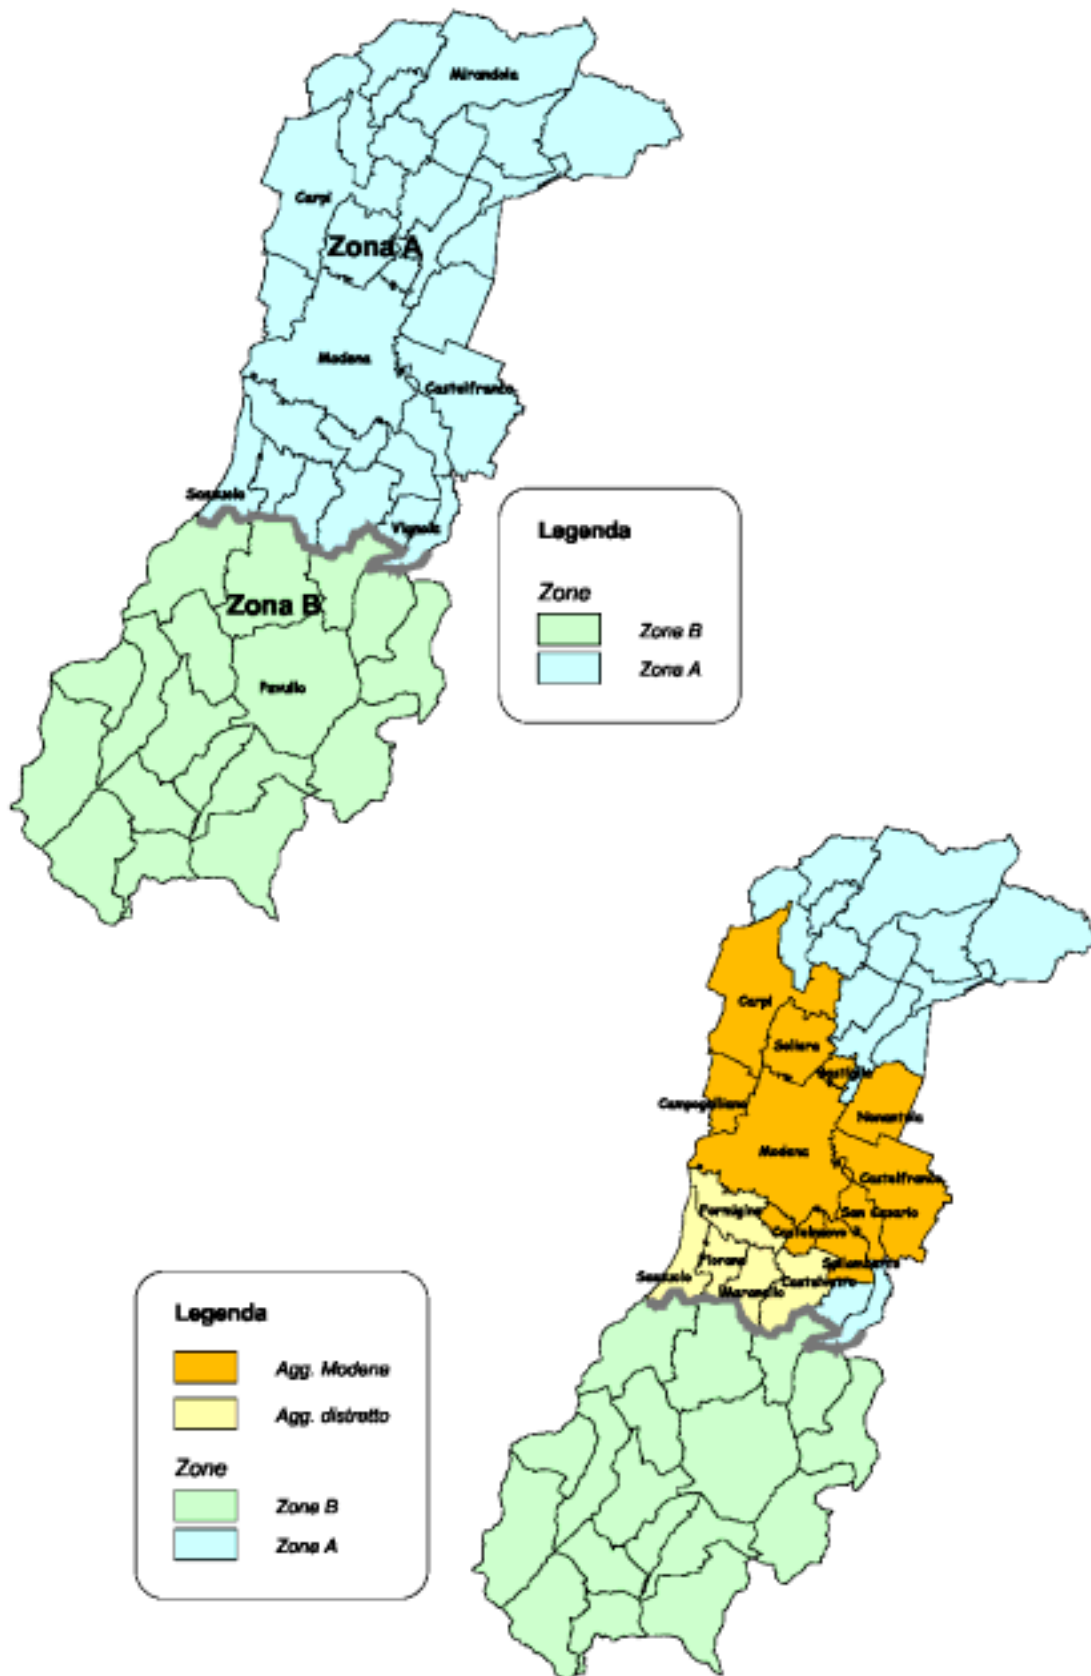 Mirandola
Carpi
Zona A
Modena
Castelfranco
Sassuolo
Vignola
Zona B
Pavullo
Legenda
Zone
Zona B
Zona A
Carpi
Soliera
Bastiglia
Campogalliano
Nonantola
Modena
Castelfranco
San Cesario
Formigine
Castelnuovo R
Fiorano
Spilamberto
Sassuolo
Castelvetro
Maranello
Legenda
Agg. Modena
Agg. distretto
Zone
Zona B
Zona A